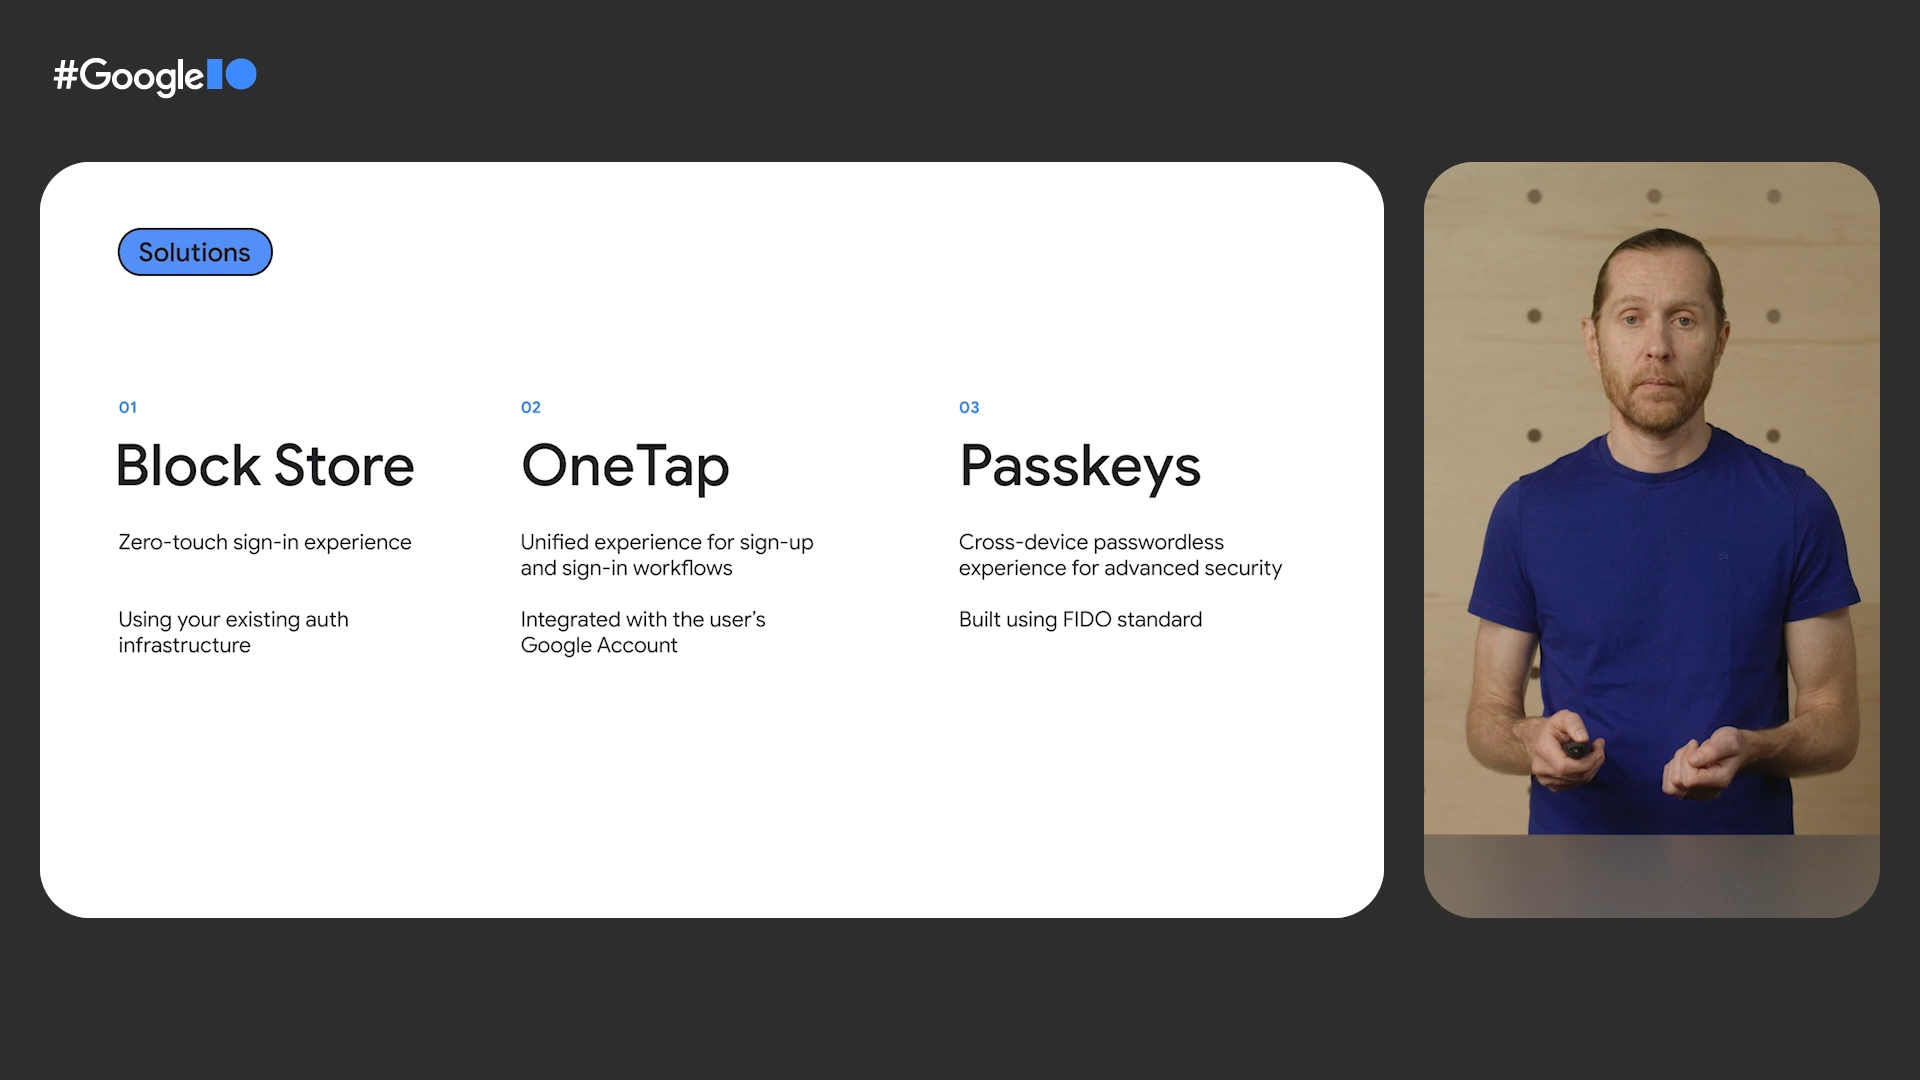 #GoogleIO
Solutions
01
Block Store
Zero-touch sign-in experience
Using your existing auth
infrastructure
02
OneTap
Unified experience for sign-up
and sign-in workflows
Integrated with the user's
Google Account
03
Passkeys
Cross-device passwordless
experience for advanced security
Built using FIDO standard